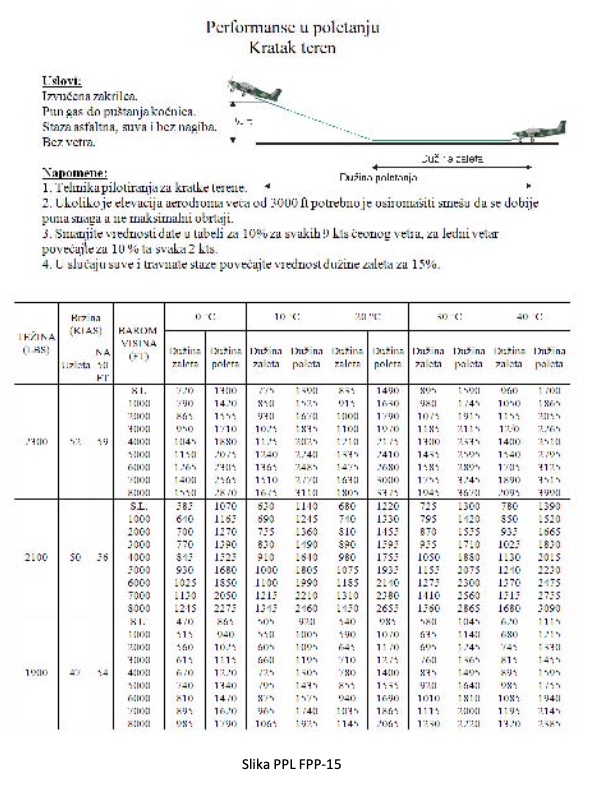 Performanse u poletanju
Kratak teren
Uslovi:
Izvučena zakrilca.
Pun gas do puštanja kočnica.
Staza asfaltna, suva i bez nagiba.
Bez vetra.
Dužina zaleta
Dužina poletanja
Napomene:
1. Tehnika pilotiranja za kratke terene.
2. Ukoliko je elevacija aerodroma veća od 3000 ft potrebno je osiromašiti smešu da se dobije
puna snaga a ne maksimalni obrtaji.
3. Smanjite vrednosti date u tabeli za 10% za svakih 9 kts čeonog vetra, za leđni vetar
povećajte za 10 % ta svaka 2 kts.
4. U slučaju suve i travnate staze povećajte vrednost dužine zaleta za 15%.
TEŽINA (LBS) Brzina (KIAS) BAROM VISINA (FT) 0 °C 10 °C 20 °C 30 °C 40 °C
Uzleta NA 50 FT Dužina zaleta Dužina poleta Dužina zaleta Dužina poleta Dužina zaleta Dužina poleta Dužina zaleta Dužina poleta Dužina zaleta Dužina poleta
S.L. 720 1300 775 1390 835 1490 895 1590 960 1700
1000 790 1420 850 1525 915 1630 980 1745 1050 1865
2000 865 1555 930 1670 1000 1790 1075 1915 1155 2055
3000 950 1710 1025 1835 1100 1970 1185 2115 2265
2300 52 59 4000 1045 1880 1125 2025 1210 2175 1300 2335 1400 2510
5000 1150 2075 1240 2240 1335 2410 1435 2595 1540 2795
6000 1265 2305 1365 2485 1475 2680 1585 2895 1705 3125
7000 1400 2565 1510 2770 1630 3000 1755 3245 1890 3515
8000 1550 2870 1675 3110 1805 3375 1945 3670 2095 3990
S.L. 585 1070 630 1140 680 1220 725 1300 780 1390
1000 640 1165 690 1245 740 1330 795 1420 850 1520
2000 700 1270 755 1360 810 1455 870 1555 935 1665
3000 770 1390 830 1490 890 1595 955 1710 1025 1830
2100 50 56 4000 845 1525 910 1640 980 1755 1050 1880 1130 2015
5000 930 1680 1000 1805 1075 1935 1155 2075 1240 2230
6000 1025 1850 1100 1990 1185 2140 1275 2300 1370 2475
7000 1130 2050 1215 2210 1310 2380 1410 2560 1515 2755
8000 1245 2275 1345 2460 1450 2655 1560 2865 1680 3090
S.L. 470 865 505 920 540 985 580 1045 620 1115
1000 515 940 550 1005 590 1070 635 1140 680 1215
2000 560 1025 605 1095 645 1170 695 1245 745 1330
3000 615 1115 660 1195 710 1275 760 1365 815 1455
1900 47 54 4000 670 1220 725 1305 780 1400 835 1495 895 1595
5000 740 1340 795 1435 855 1535 920 1640 985 1755
6000 810 1470 875 1575 940 1690 1010 1810 1085 1940
7000 895 1620 965 1740 1035 1865 1115 2000 1195 2145
8000 985 1790 1065 1925 1145 2065 1230 2220 1320 2385
Slika PPL FPP-15